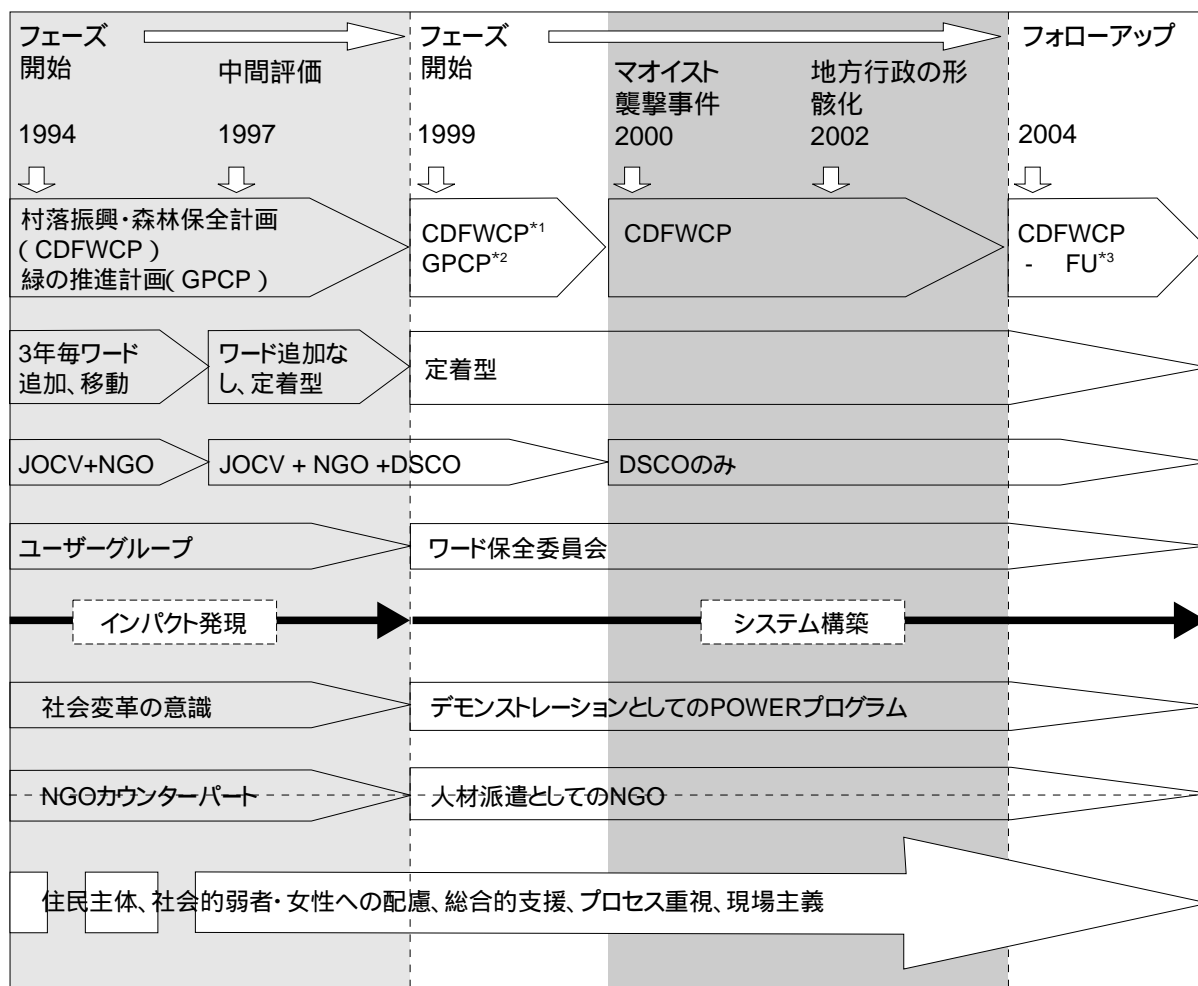 フェーズ
開始
フェーズ
開始
フォローアップ
中間評価
マオイスト
襲撃事件
地方行政の形
骸化
1994
1997
1999
2000
2002
2004
村落振興・森林保全計画
( CDFWCP )
緑の推進計画( GPCP )
CDFWCP*1
GPCP*2
CDFWCP
CDFWCP
- FU*3
3年毎ワード
追加、移動
ワード追加な
し、定着型
定着型
JOCV+NGO
JOCV + NGO +DSCO
DSCOのみ
ユーザーグループ
ワード保全委員会
インパクト発現
システム構築
社会変革の意識
デモンストレーションとしてのPOWERプログラム
NGOカウンターパート
人材派遣としてのNGO
住民主体、社会的弱者・女性への配慮、総合的支援、プロセス重視、現場主義